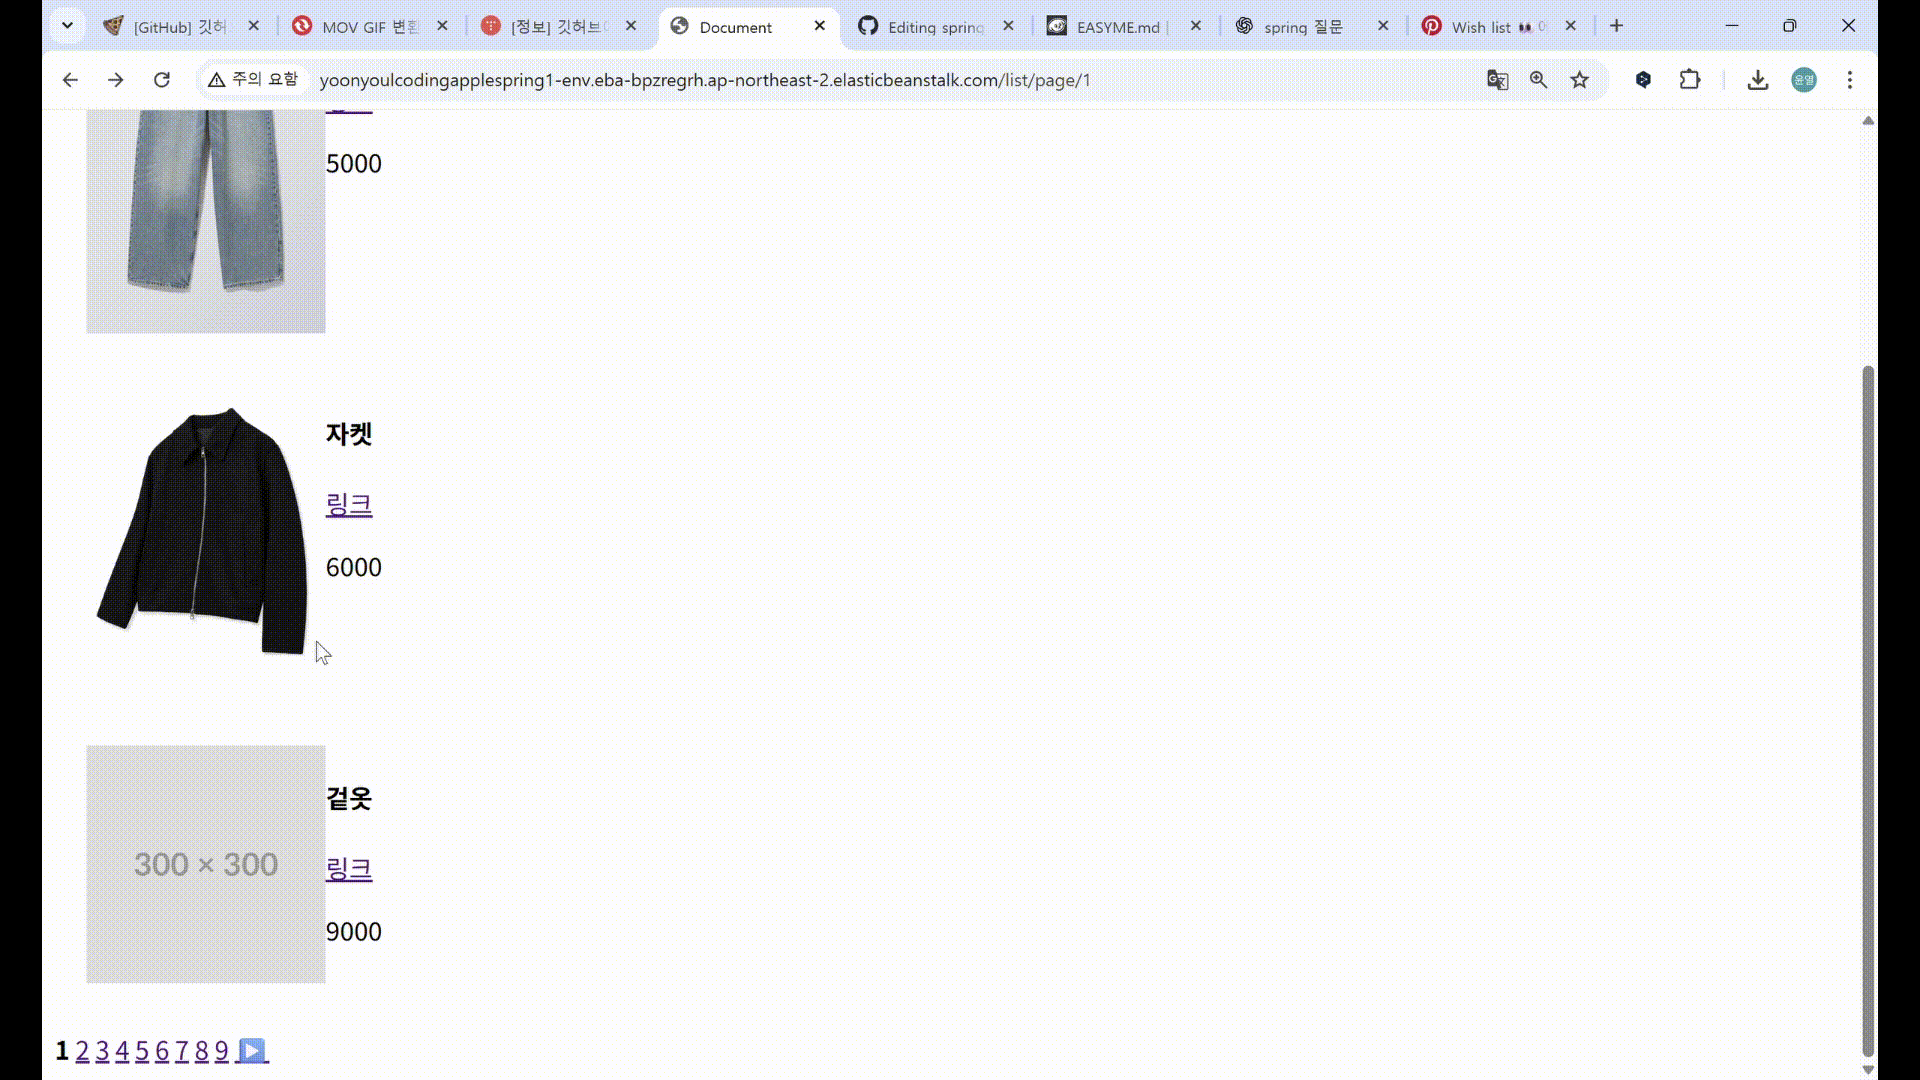 [GitHub] 깃허
MOV GIF 변환
[정보] 깃허브
Document
Editing spring
EASYME.md |
spring 질문
Wish list 👀
주의 요함
yoonyoulcodingapplespring1-env.eba-bpzregrh.ap-northeast-2.elasticbeanstalk.com/list/page/1
윤열
5000
자켓
링크
6000
겉옷
300 × 300
링크
9000
1 2 3 4 5 6 7 8 9 ▶️